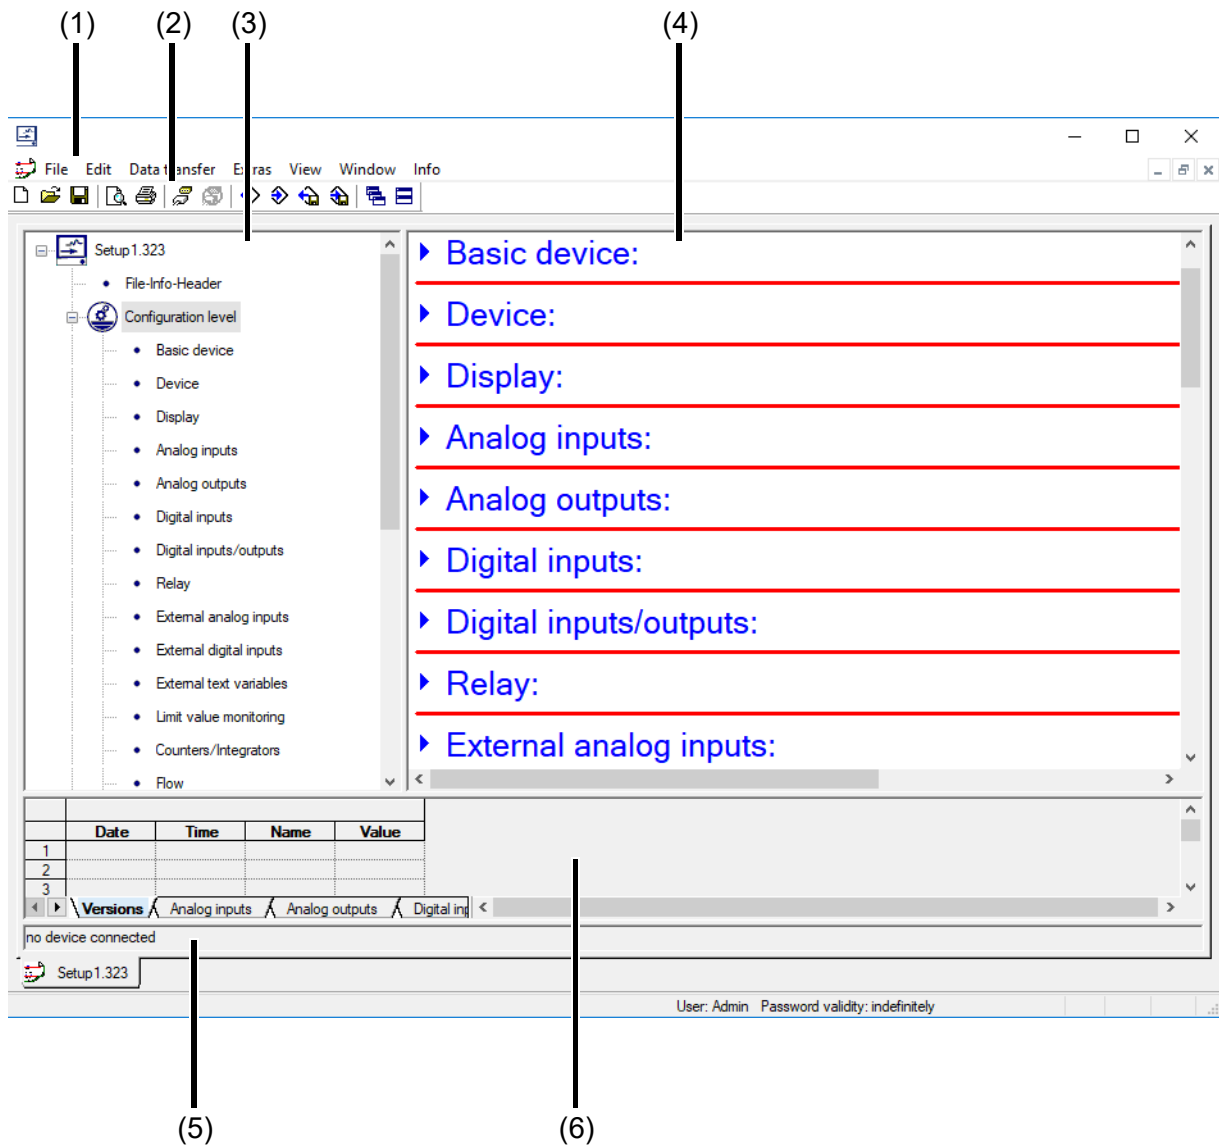 (1) (2) (3) (4)
File Edit Data transfer Extras View Window Info
Setup1.323
File-Info-Header
Configuration level
Basic device
Device
Display
Analog inputs
Analog outputs
Digital inputs
Digital inputs/outputs
Relay
External analog inputs
External digital inputs
External text variables
Limit value monitoring
Counters/Integrators
Flow
Basic device:
Device:
Display:
Analog inputs:
Analog outputs:
Digital inputs:
Digital inputs/outputs:
Relay:
External analog inputs:
Date Time Name Value
1
2
3
Versions Analog inputs Analog outputs Digital inp
no device connected
Setup1.323
User: Admin Password validity: indefinitely
(5) (6)